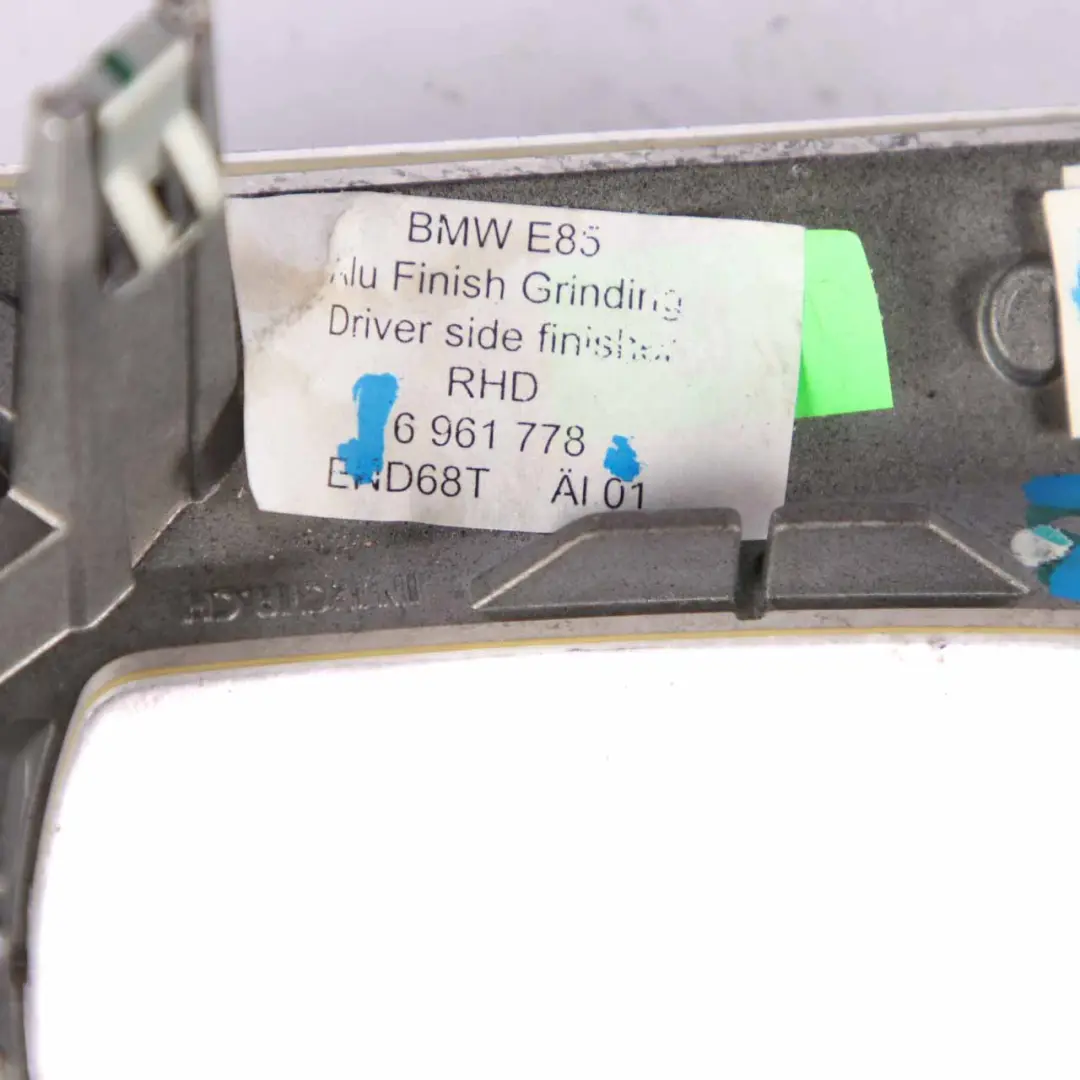 BMW E85
Alu Finish Grinding
Driver side finisher
RHD
6 961 778
END68T ÄI 01